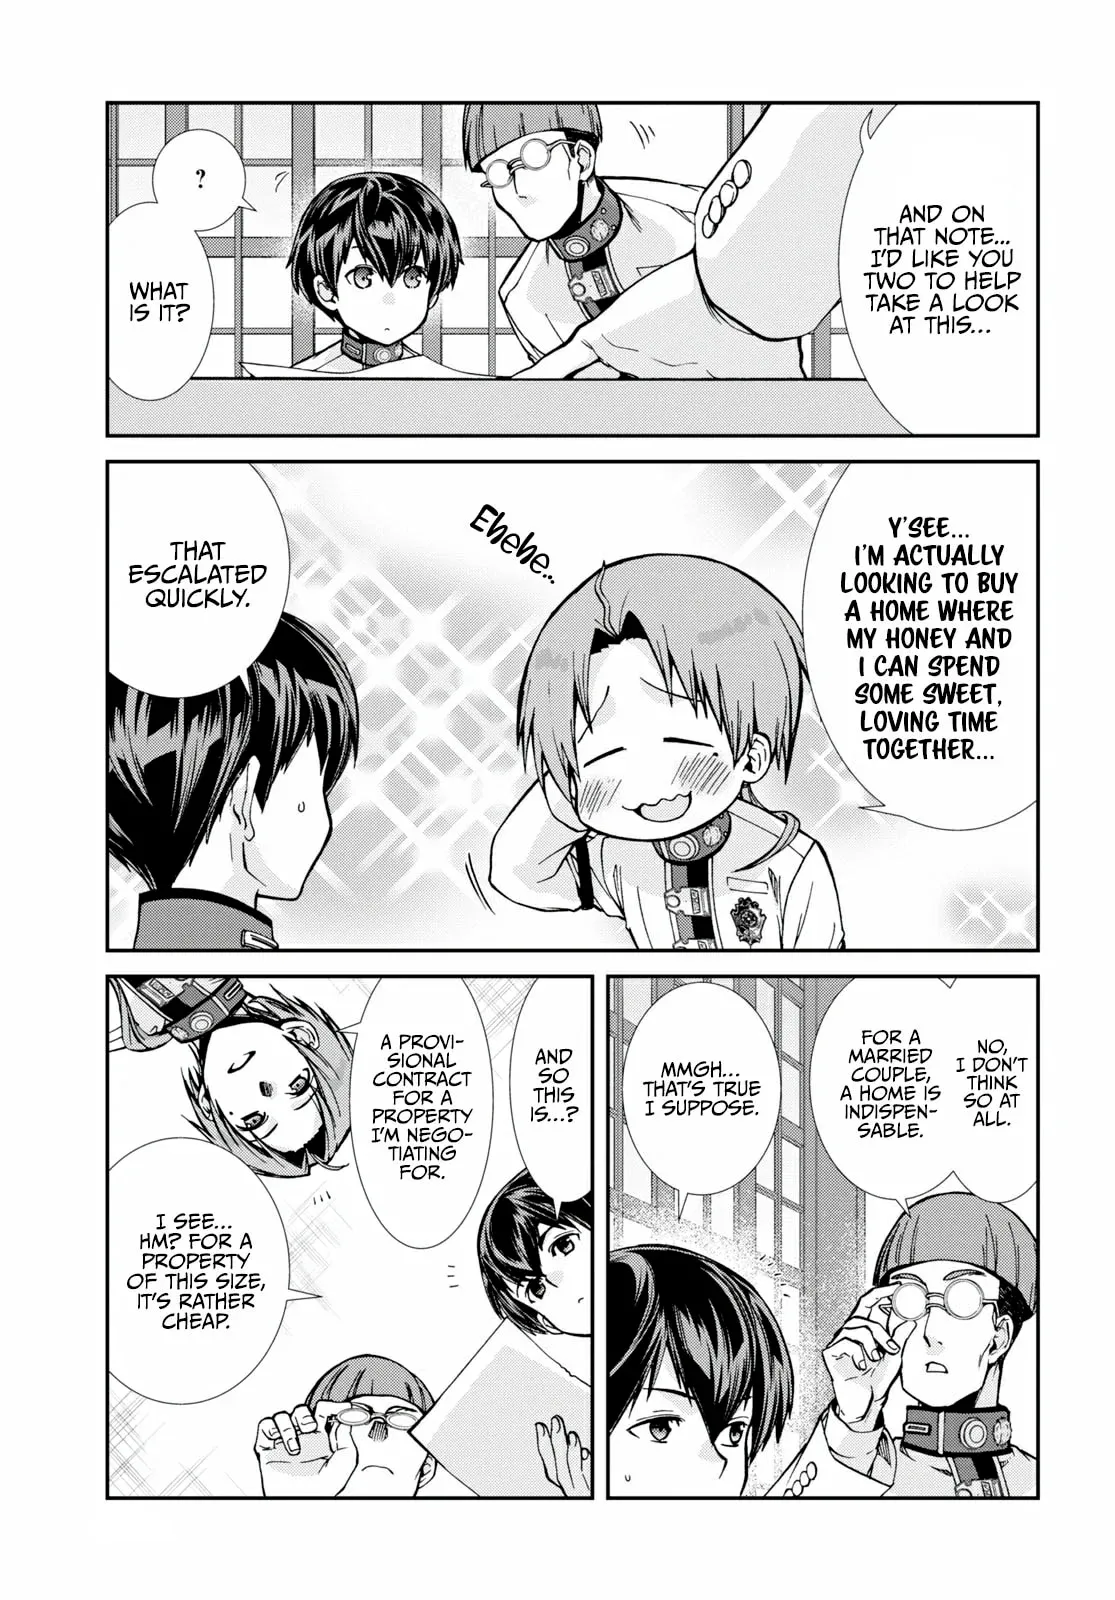 AND ON
THAT NOTE...
I'D LIKE YOU
TWO TO HELP
TAKE A LOOK
AT THIS...
?
WHAT
IS IT?
Y'SEE...
I'M ACTUALLY
LOOKING TO BUY
A HOME WHERE
MY HONEY AND
I CAN SPEND
SOME SWEET,
LOVING TIME
TOGETHER...
Ehehe...
THAT
ESCALATED
QUICKLY.
NO,
I DON'T
THINK
SO AT
ALL.
FOR A
MARRIED
COUPLE,
A HOME IS
INDISPEN-
SABLE.
MMGH...
THAT'S TRUE
I SUPPOSE.
AND
SO
THIS
IS...?
A PROVI-
SIONAL
CONTRACT
FOR A
PROPERTY
I'M NEGO-
TIATING
FOR.
I SEE...
HM? FOR A
PROPERTY
OF THIS SIZE,
IT'S RATHER
CHEAP.